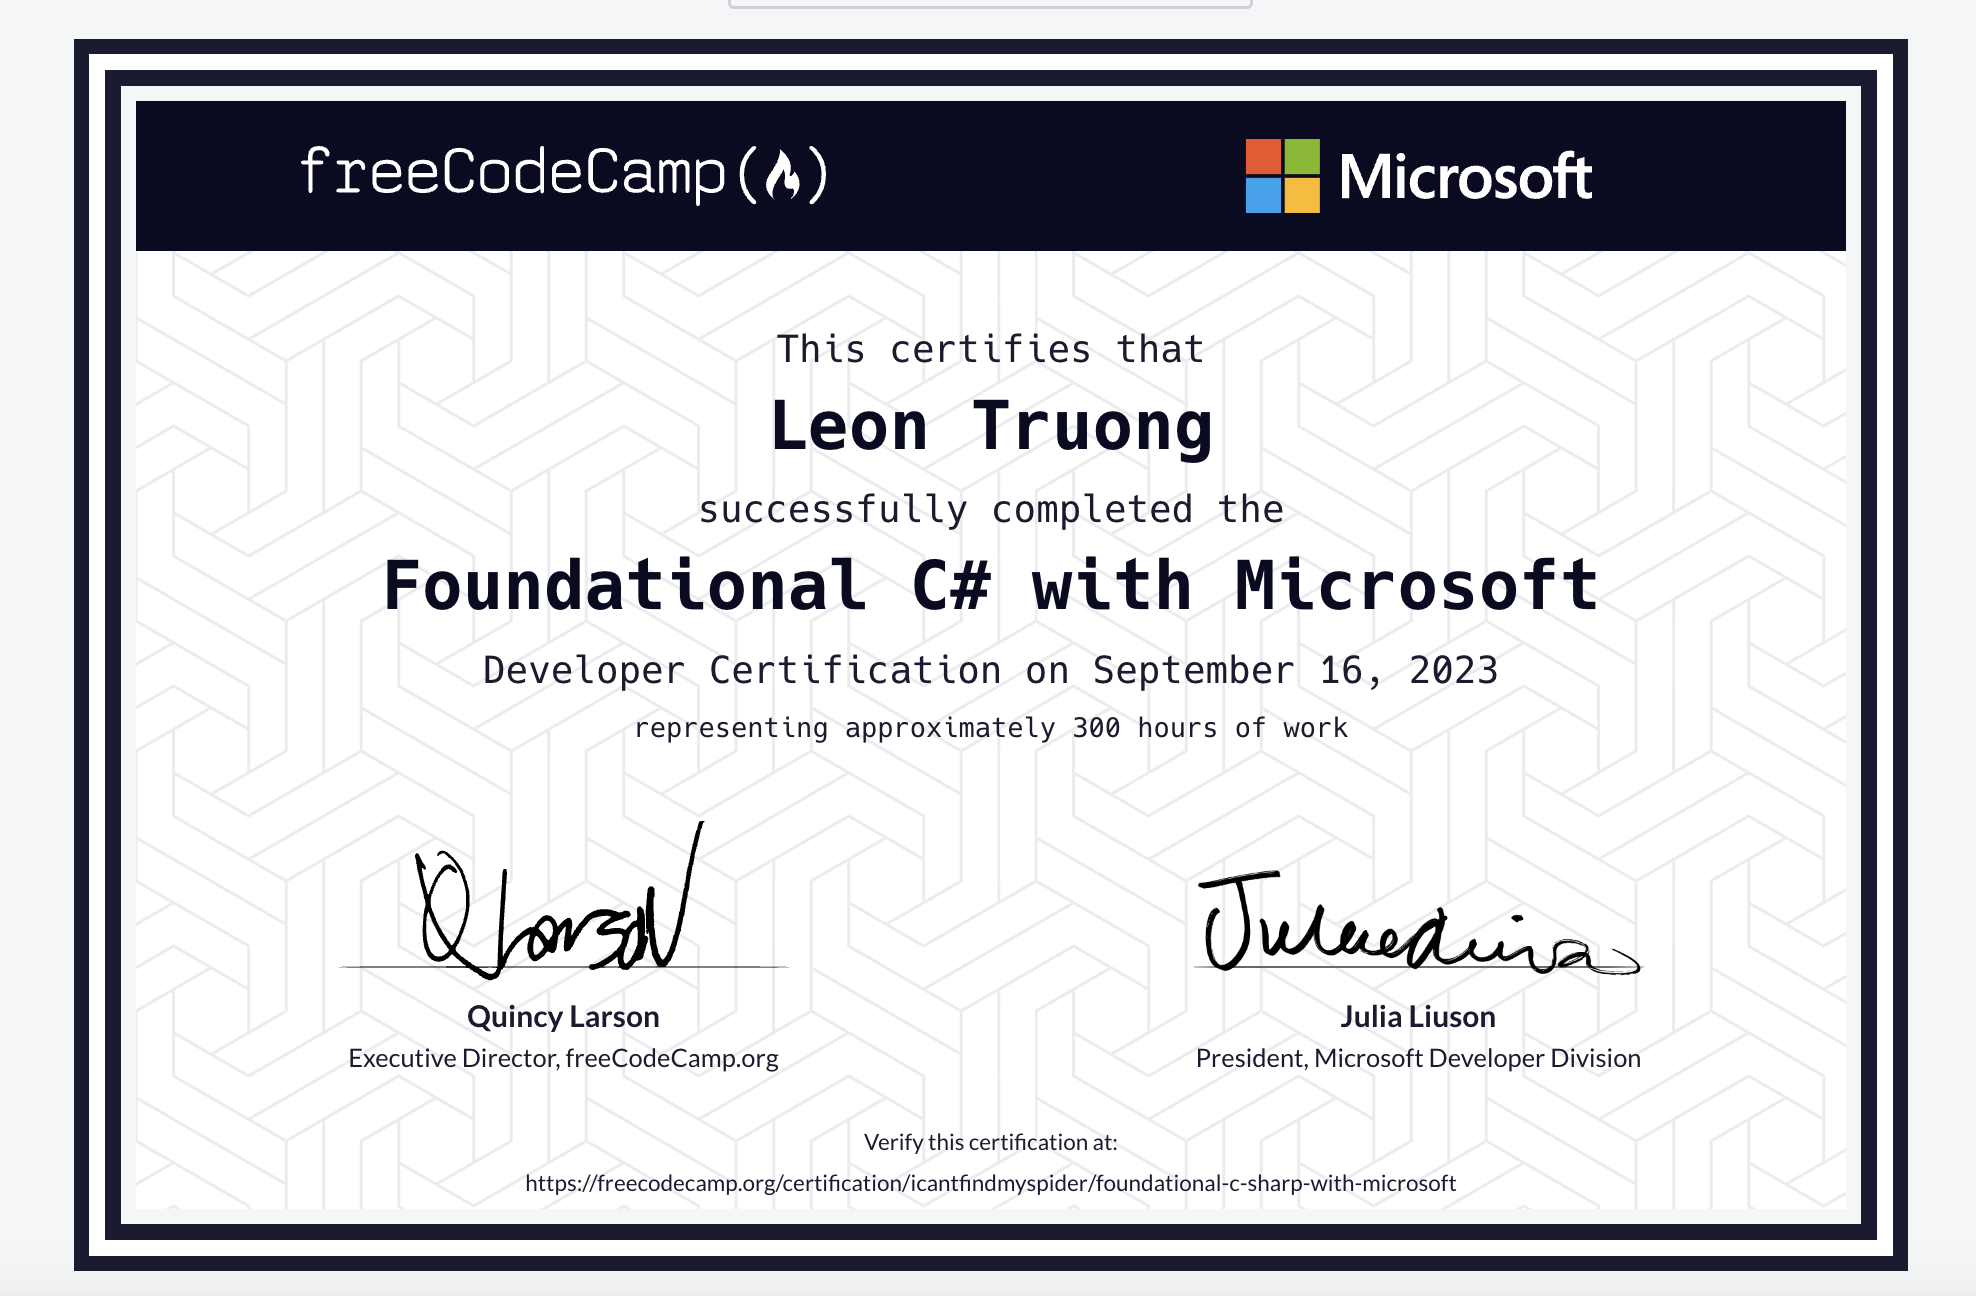 freeCodeCamp(🔥)
Microsoft
This certifies that
Leon Truong
successfully completed the
Foundational C# with Microsoft
Developer Certification on September 16, 2023
representing approximately 300 hours of work
QLarson
Quincy Larson
Executive Director, freeCodeCamp.org
Julia Liuson
President, Microsoft Developer Division
Verify this certification at:
https://freecodecamp.org/certification/icantfindmyspider/foundational-c-sharp-with-microsoft